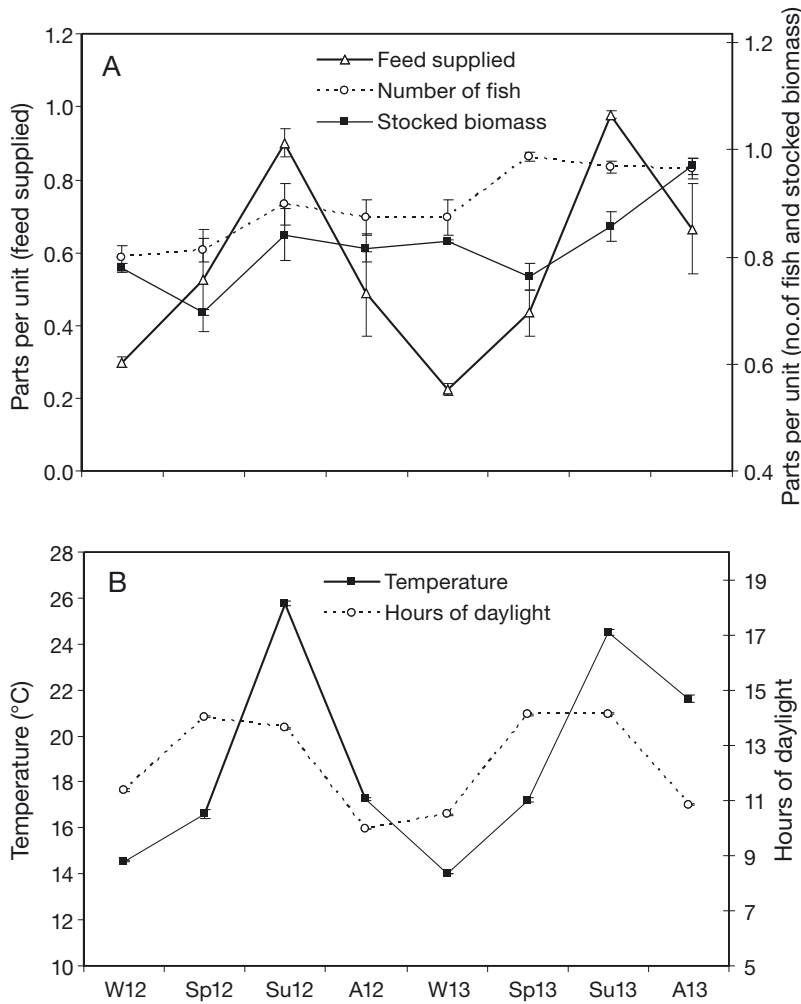 A
Feed supplied
Number of fish
Stocked biomass
Parts per unit (feed supplied)
1.2
1.0
0.8
0.6
0.4
0.2
0.0
Parts per unit (no.of fish and stocked biomass)
1.2
1.0
0.8
0.6
0.4
B
Temperature
Hours of daylight
Temperature (°C)
28
26
24
22
20
18
16
14
12
10
Hours of daylight
19
17
15
13
11
9
7
5
W12 Sp12 Su12 A12 W13 Sp13 Su13 A13